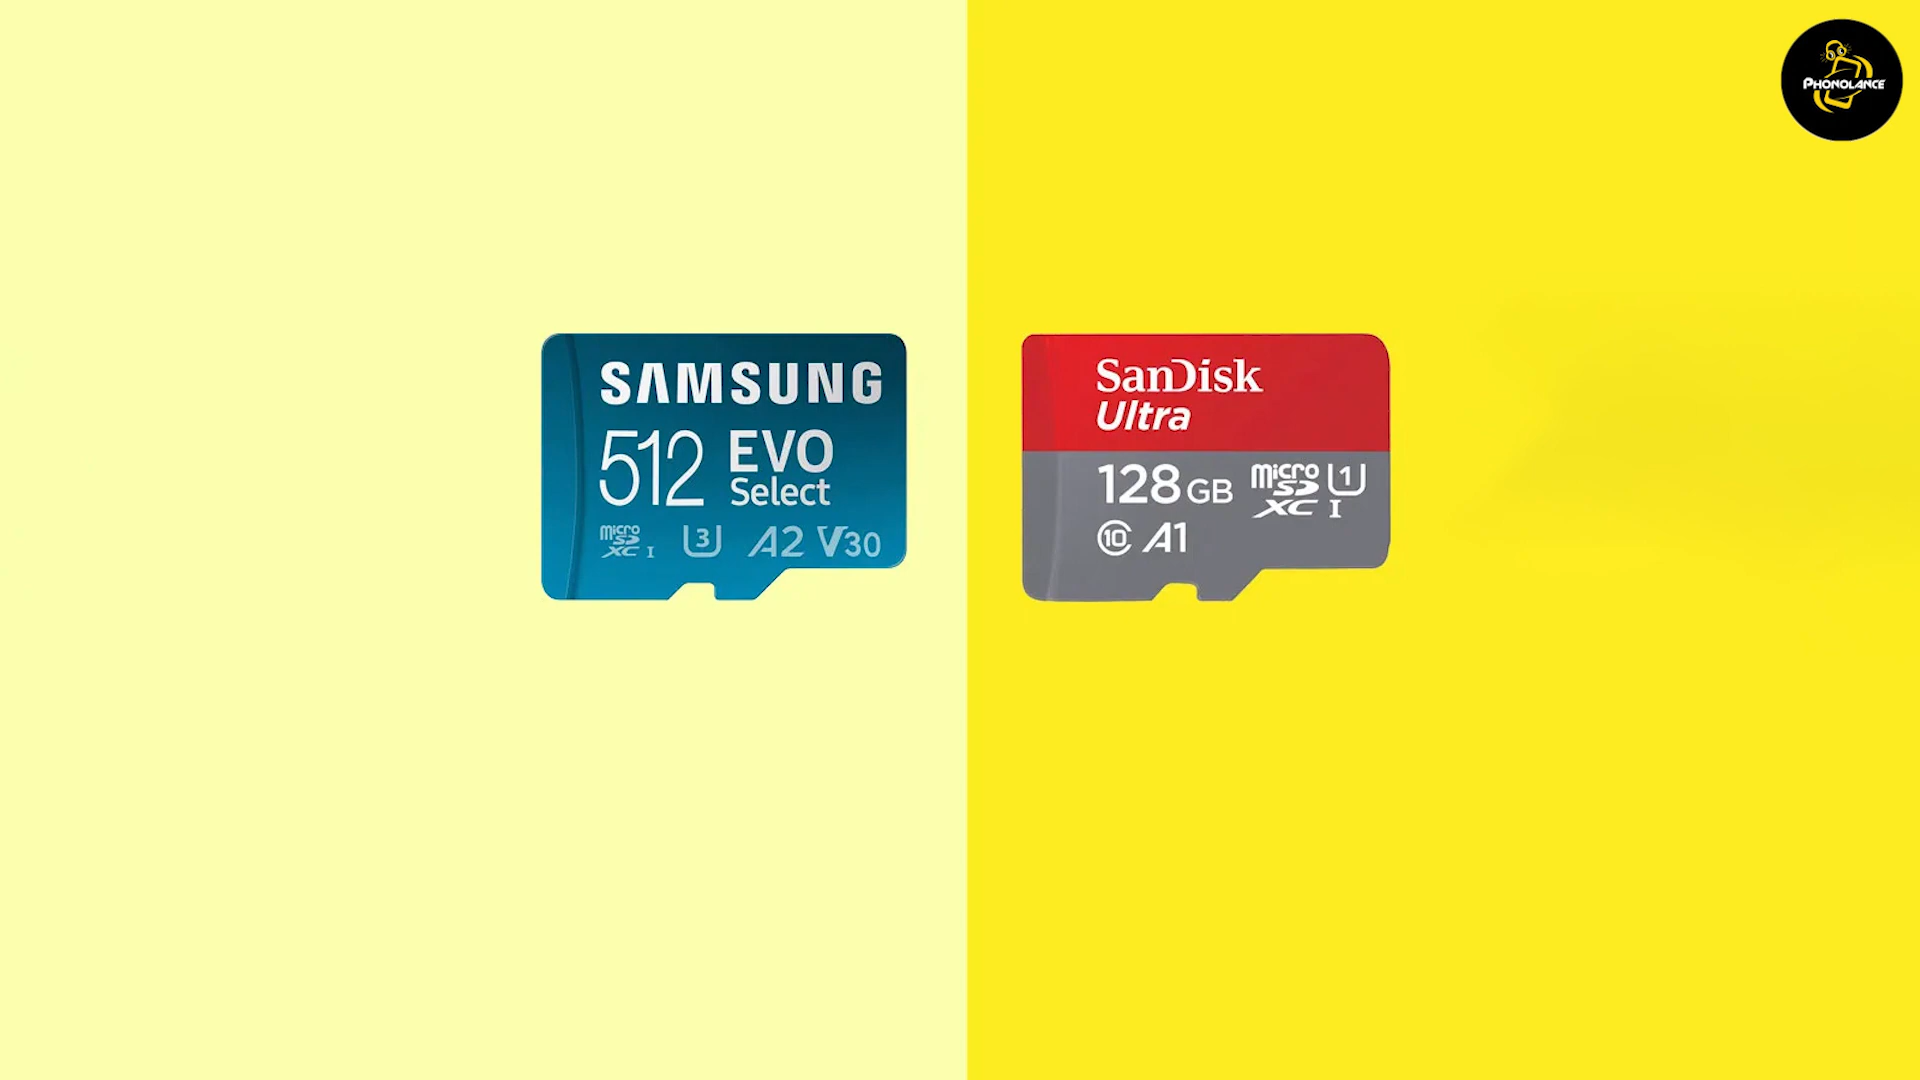 SAMSUNG
512 EVO
Select
micro SD XC I U3 A2 V30
SanDisk
Ultra
128GB micro SD XC I U1
10 A1
PHONOLANCE